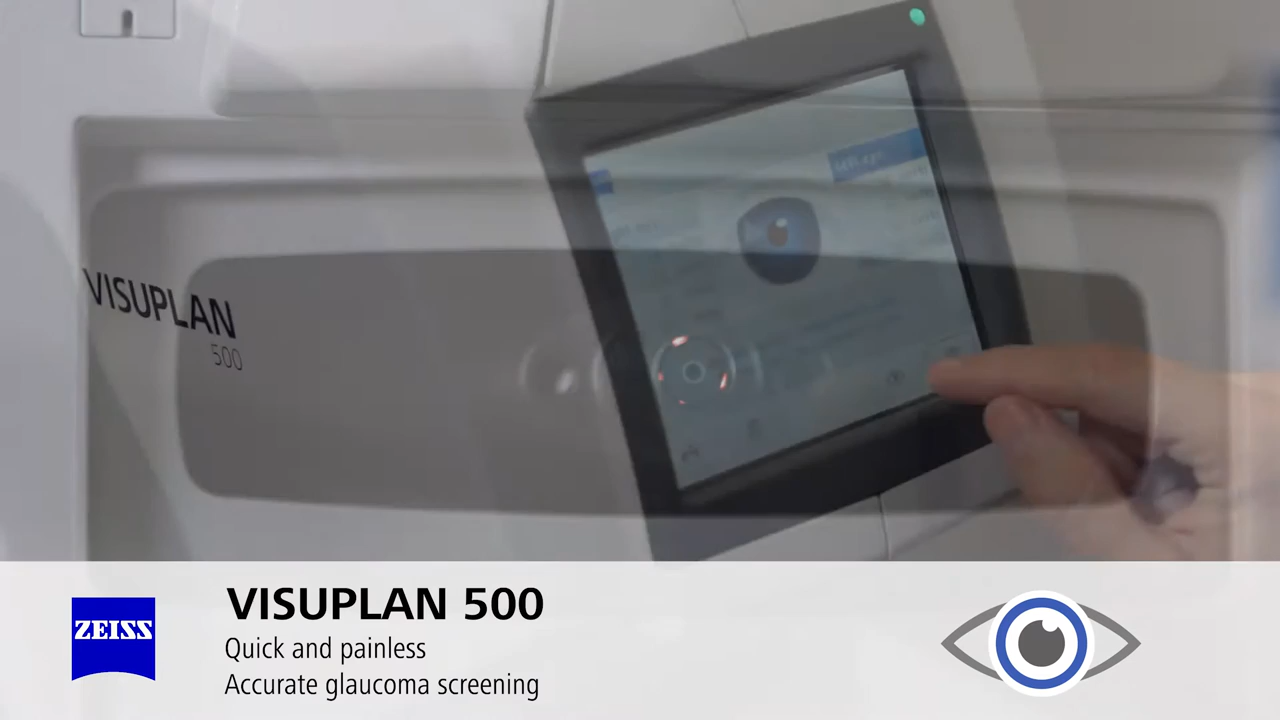 VISUPLAN
500
ZEISS
VISUPLAN 500
Quick and painless
Accurate glaucoma screening